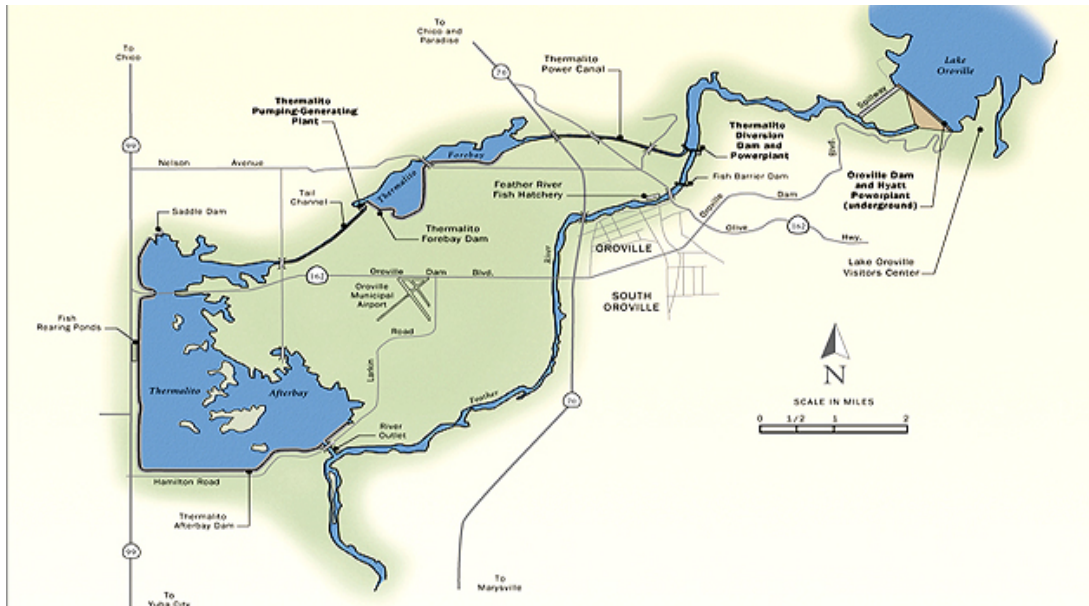 To
Chico and
Paradise
To
Chico
70
Thermalito
Power Canal
Lake
Oroville
Spillway
Thermalito
Pumping-Generating
Plant
99
Thermalito
Diversion
Dam and
Powerplant
Nelson Avenue
Forebay
Thermalito
Fish Barrier Dam
Blvd.
Feather River
Fish Hatchery
Oroville Dam
and Hyatt
Powerplant
(underground)
Tail
Channel
Saddle Dam
Thermalito
Forebay Dam
Oroville Dam
Olive Hwy.
162
River
OROVILLE
Lake Oroville
Visitors Center
162
Oroville Dam Blvd.
Oroville
Municipal
Airport
SOUTH
OROVILLE
Fish
Rearing Ponds
Road
Larkin
N
Thermalito Afterbay
Feather
70
SCALE IN MILES
0 1/2 1 2
River
Outlet
Hamilton Road
Thermalito
Afterbay Dam
99
To
Marysville
To
Yuba City